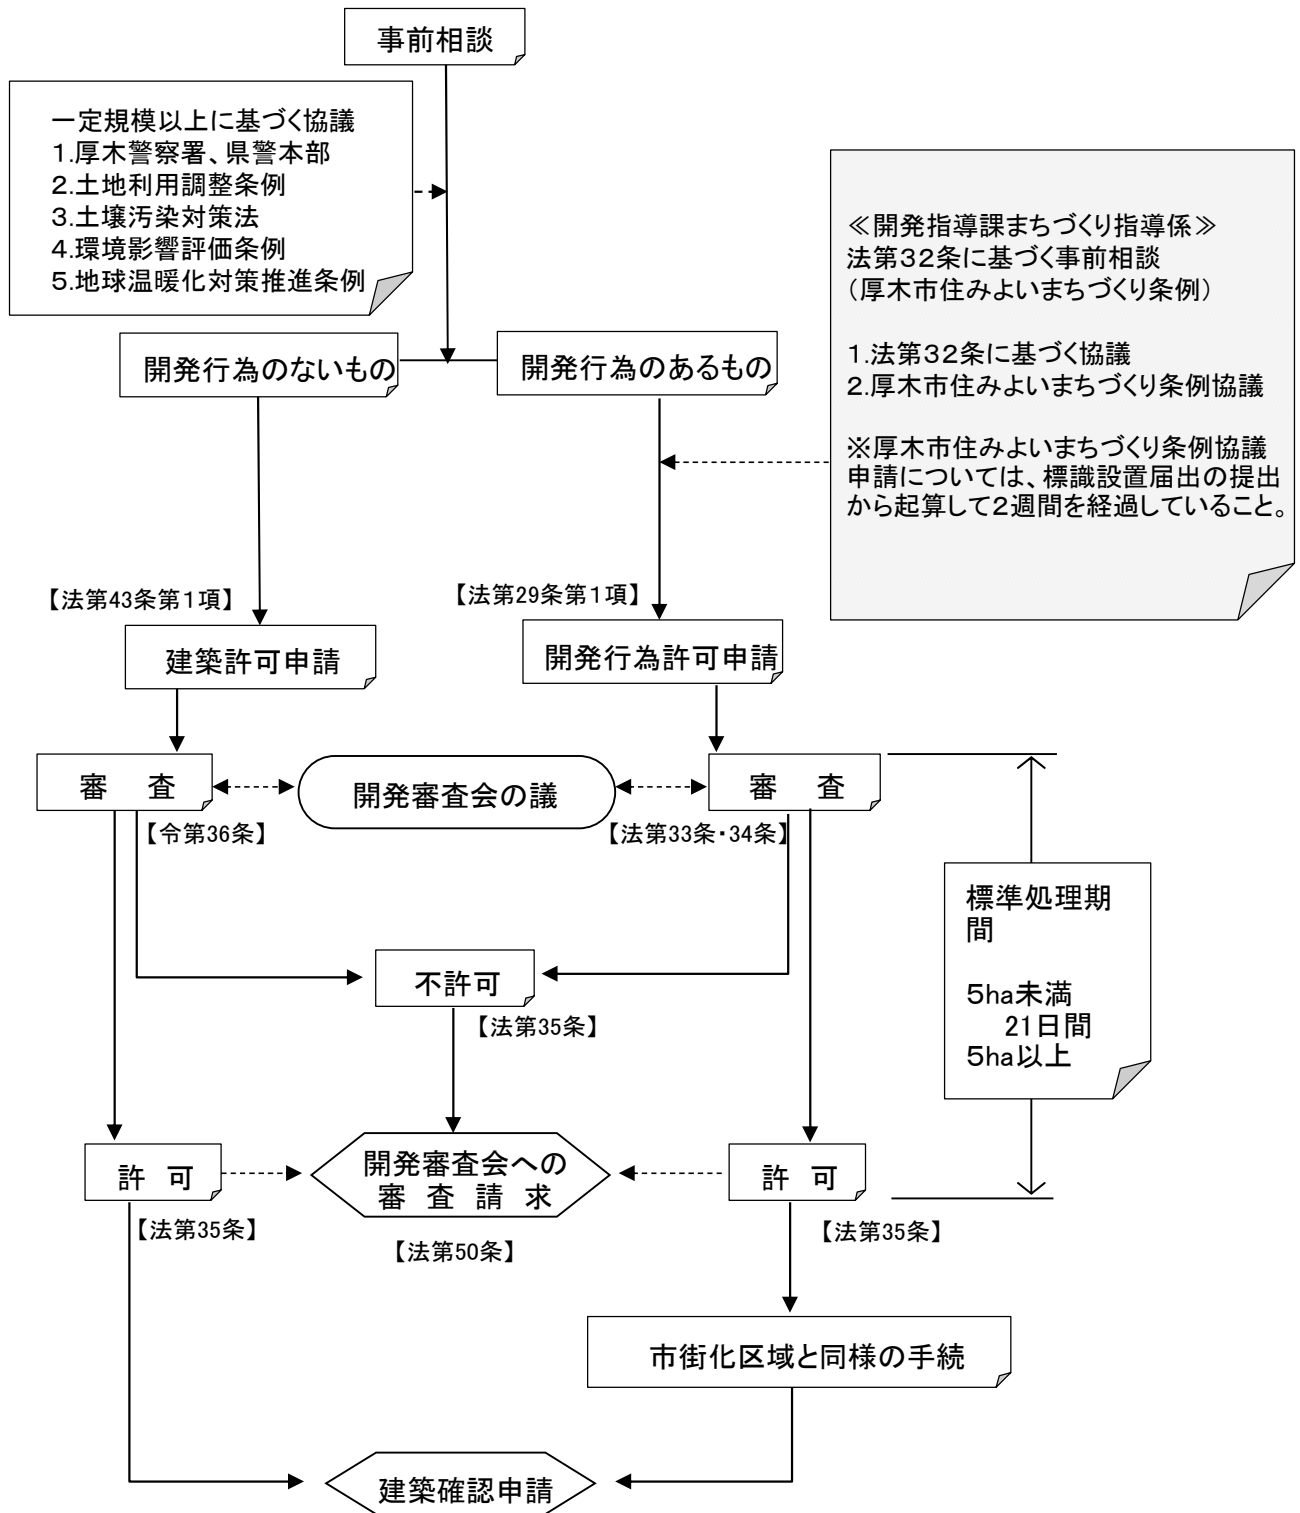 事前相談
一定規模以上に基づく協議
1.厚木警察署、県警本部
2.土地利用調整条例
3.土壌汚染対策法
4.環境影響評価条例
5.地球温暖化対策推進条例
≪開発指導課まちづくり指導係≫
法第32条に基づく事前相談
（厚木市住みよいまちづくり条例）
1.法第32条に基づく協議
2.厚木市住みよいまちづくり条例協議
※厚木市住みよいまちづくり条例協議
申請については、標識設置届出の提出
から起算して2週間を経過していること。
開発行為のないもの
開発行為のあるもの
【法第43条第1項】
【法第29条第1項】
建築許可申請
開発行為許可申請
審　査
開発審査会の議
審　査
【令第36条】
【法第33条・34条】
標準処理期
間
5ha未満
21日間
5ha以上
不許可
【法第35条】
許　可
開発審査会への
審　査　請　求
許　可
【法第35条】
【法第50条】
【法第35条】
市街化区域と同様の手続
建築確認申請